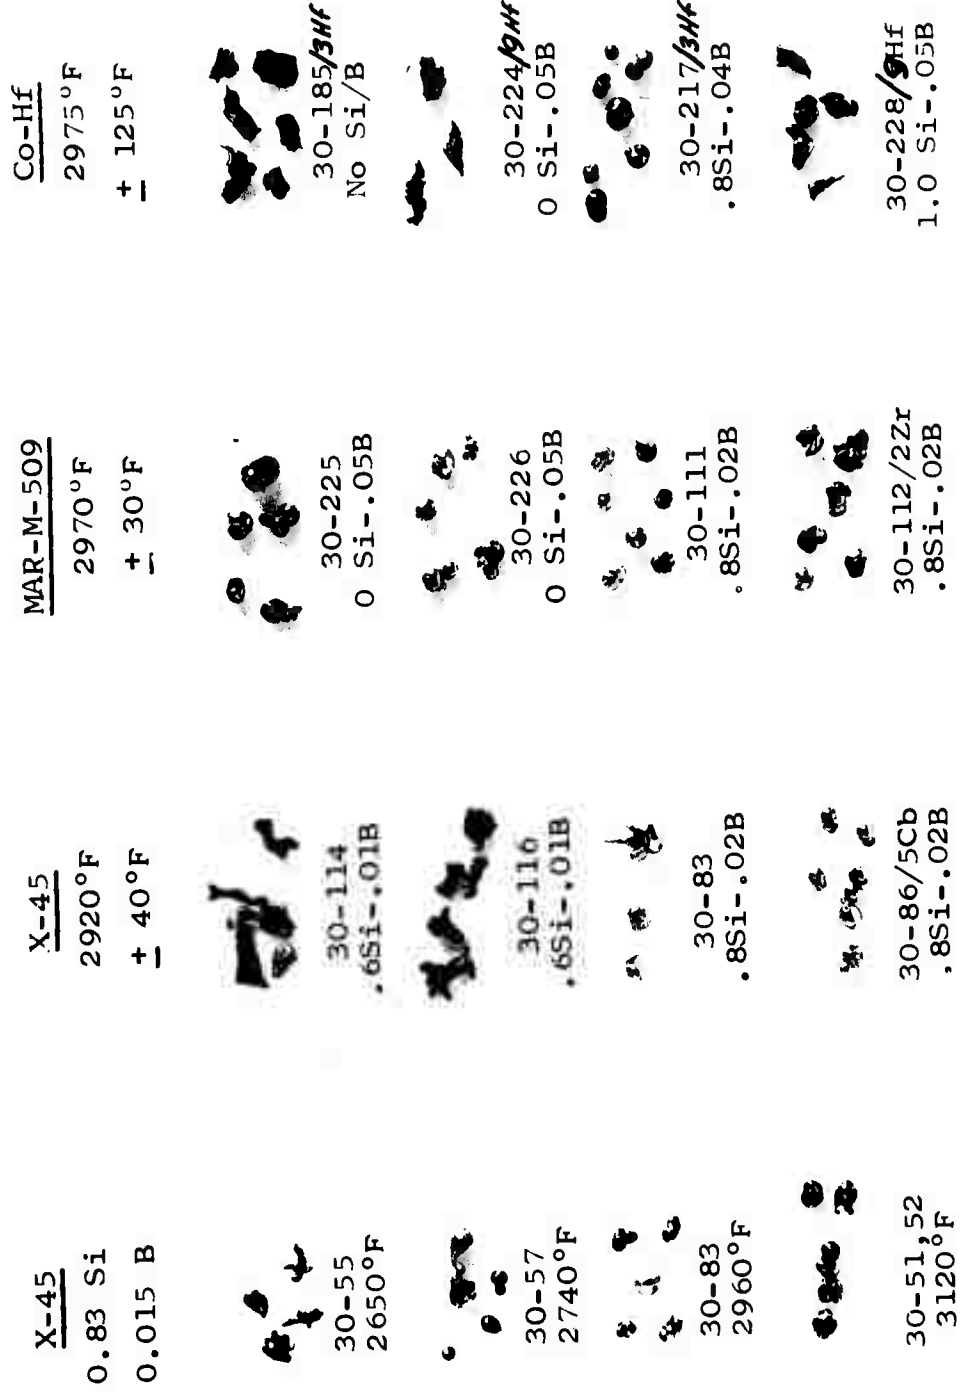 X-45
0.83 Si
0.015 B
30-55
2650°F
30-57
2740°F
30-83
2960°F
30-51,52
3120°F
X-45
2920°F
± 40°F
30-114
.6Si-.01B
30-116
.6Si-.01B
30-83
.8Si-.02B
30-86/5Cb
.8Si-.02B
MAR-M-509
2970°F
± 30°F
30-225
0 Si-.05B
30-226
0 Si-.05B
30-111
.8Si-.02B
30-112/2Zr
.8Si-.02B
Co-Hf
2975°F
± 125°F
30-185/3Hf
No Si/B
30-224/9Hf
0 Si-.05B
30-217/3Hf
.8Si-.04B
30-228/9Hf
1.0 Si-.05B